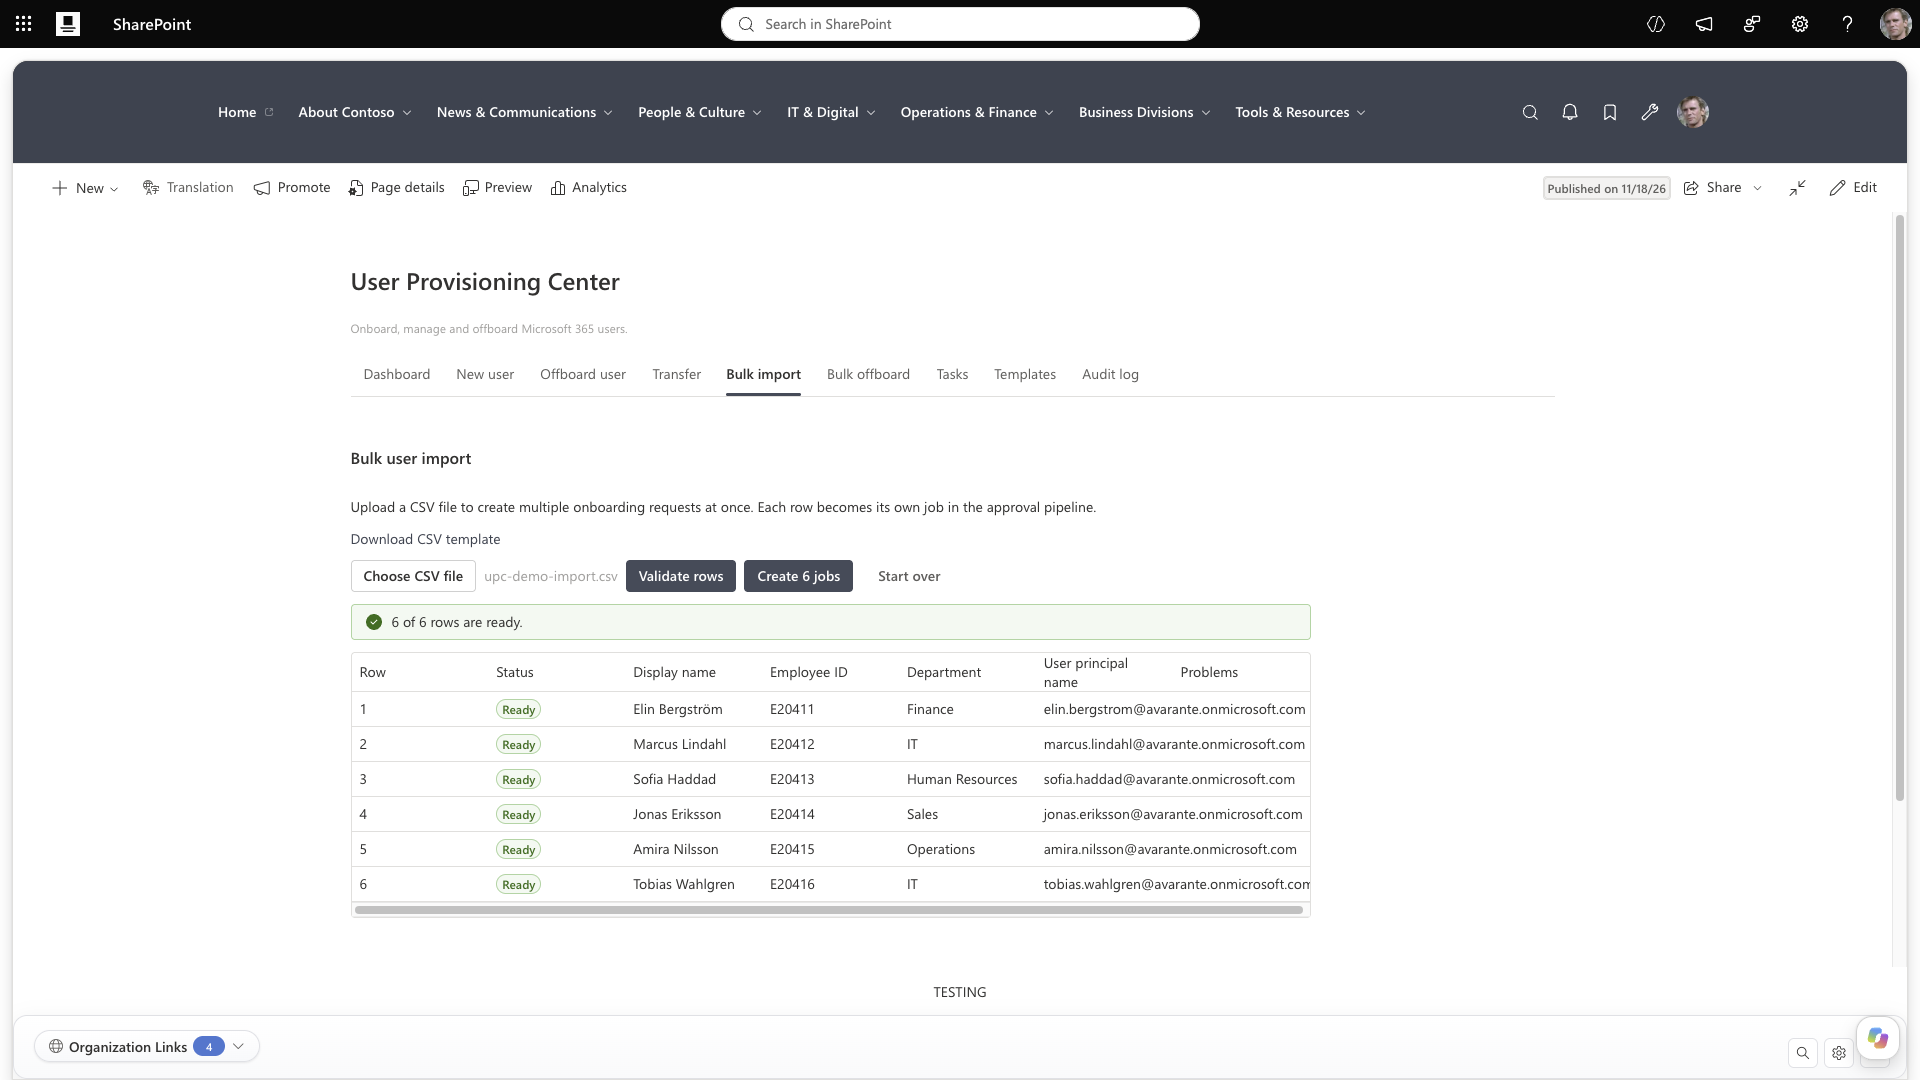 SharePoint
Search in SharePoint
Home
About Contoso
News & Communications
People & Culture
IT & Digital
Operations & Finance
Business Divisions
Tools & Resources
New
Translation
Promote
Page details
Preview
Analytics
Published on 11/18/26
Share
Edit
User Provisioning Center
Onboard, manage and offboard Microsoft 365 users.
Dashboard New user Offboard user Transfer Bulk import Bulk offboard Tasks Templates Audit log
Bulk user import
Upload a CSV file to create multiple onboarding requests at once. Each row becomes its own job in the approval pipeline.
Download CSV template
Choose CSV file upc-demo-import.csv Validate rows Create 6 jobs Start over
6 of 6 rows are ready.
Row Status Display name Employee ID Department User principal name Problems
1 Ready Elin Bergström E20411 Finance elin.bergstrom@avarante.onmicrosoft.com
2 Ready Marcus Lindahl E20412 IT marcus.lindahl@avarante.onmicrosoft.com
3 Ready Sofia Haddad E20413 Human Resources sofia.haddad@avarante.onmicrosoft.com
4 Ready Jonas Eriksson E20414 Sales jonas.eriksson@avarante.onmicrosoft.com
5 Ready Amira Nilsson E20415 Operations amira.nilsson@avarante.onmicrosoft.com
6 Ready Tobias Wahlgren E20416 IT tobias.wahlgren@avarante.onmicrosoft.com
TESTING
Organization Links 4